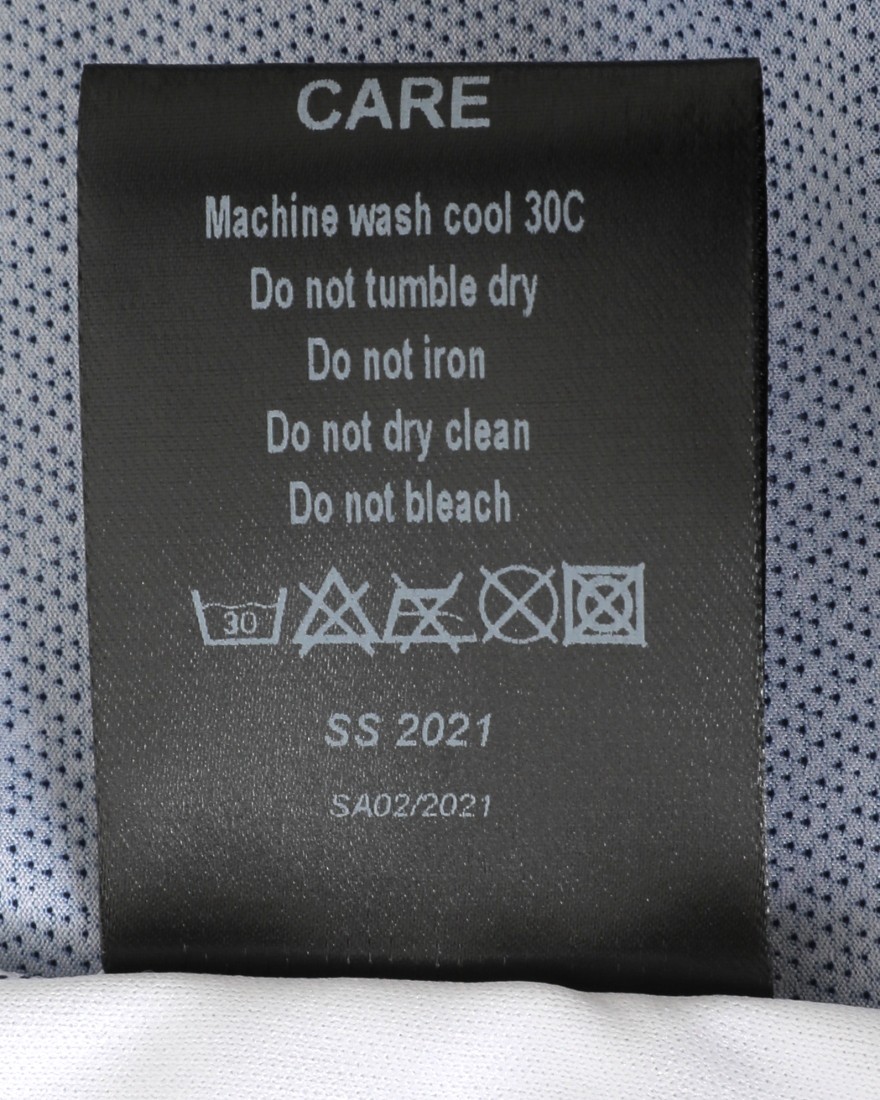 CARE
Machine wash cool 30C
Do not tumble dry
Do not iron
Do not dry clean
Do not bleach
30
SS 2021
SA02/2021